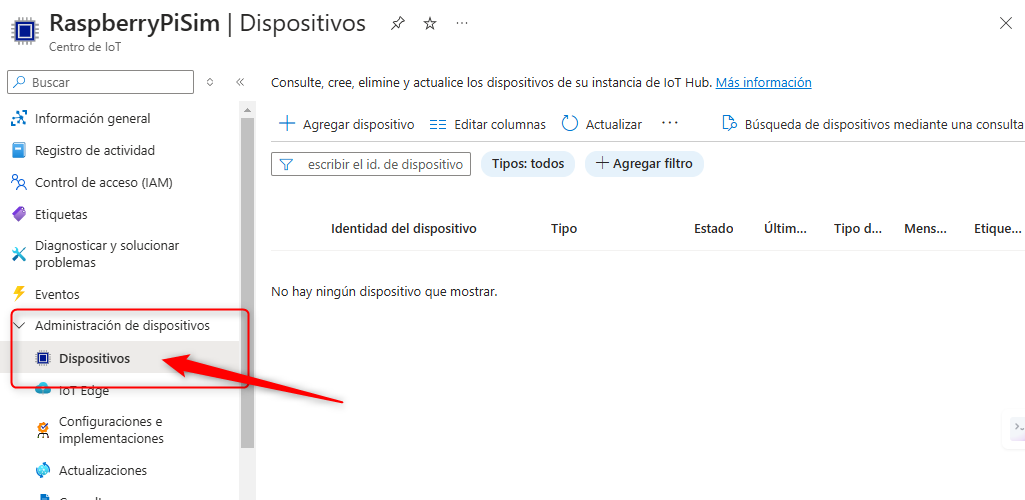 RaspberryPiSim | Dispositivos
Centro de IoT
Buscar
Información general
Registro de actividad
Control de acceso (IAM)
Etiquetas
Diagnosticar y solucionar
problemas
Eventos
Administración de dispositivos
Dispositivos
IoT Edge
Configuraciones e
implementaciones
Actualizaciones
Consulte, cree, elimine y actualice los dispositivos de su instancia de IoT Hub. Más información
Agregar dispositivo Editar columnas Actualizar ··· Búsqueda de dispositivos mediante una consulta
escribir el id. de dispositivo Tipos: todos Agregar filtro
Identidad del dispositivo Tipo Estado Últim... Tipo d... Mens... Etique...
No hay ningún dispositivo que mostrar.